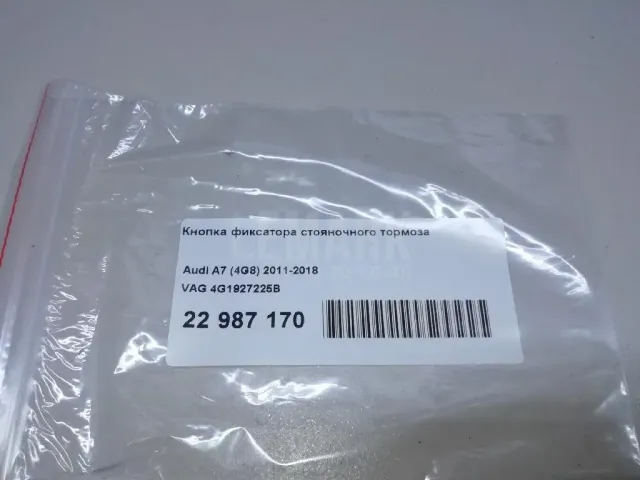 Кнопка фиксатора стояночного тормоза
Audi A7 (4G8) 2011-2018
VAG 4G1927225B
22 987 170